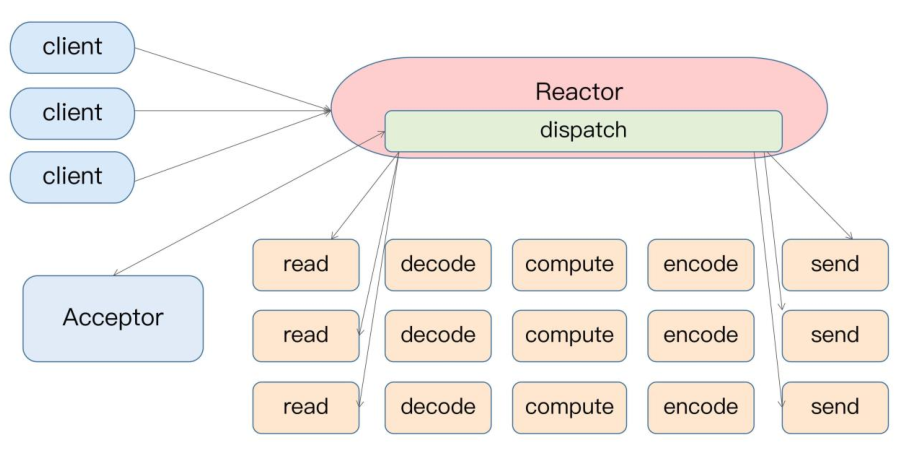 client
client
client
Reactor
dispatch
Acceptor
read
decode
compute
encode
send
read
decode
compute
encode
send
read
decode
compute
encode
send